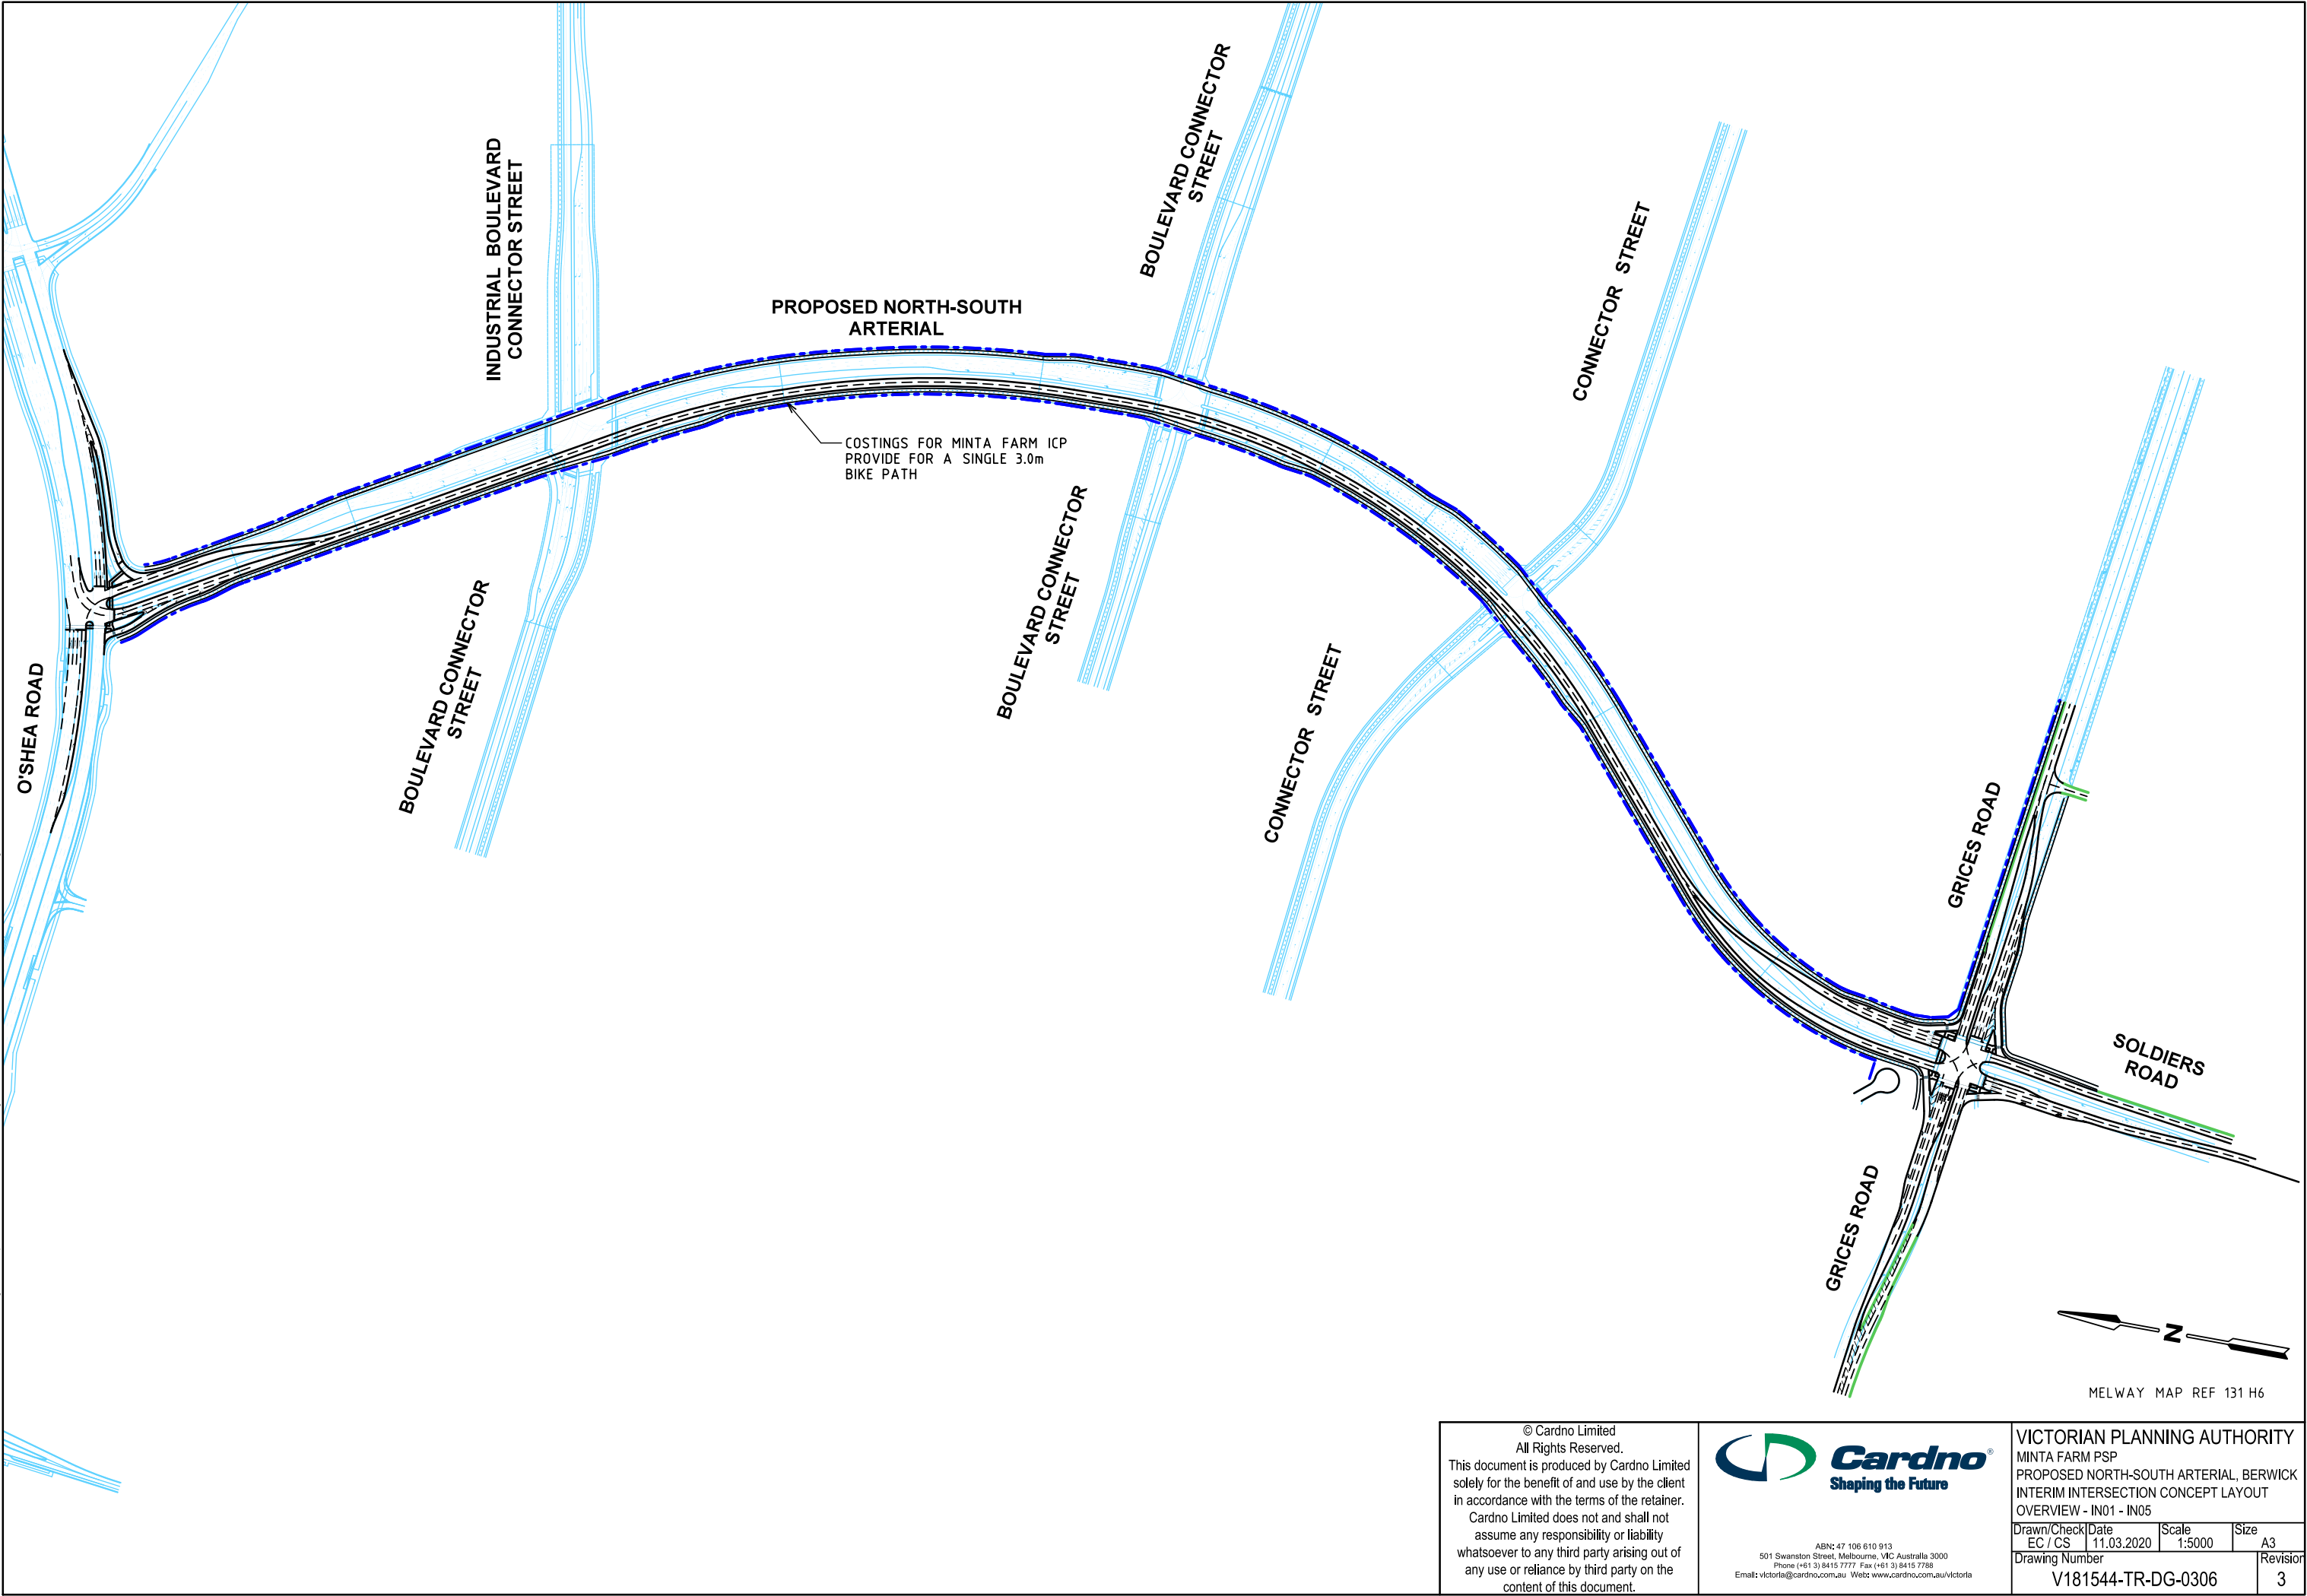 INDUSTRIAL BOULEVARD
CONNECTOR STREET
BOULEVARD CONNECTOR
STREET
CONNECTOR STREET
PROPOSED NORTH-SOUTH
ARTERIAL
COSTINGS FOR MINTA FARM ICP
PROVIDE FOR A SINGLE 3.0m
BIKE PATH
O'SHEA ROAD
BOULEVARD CONNECTOR
STREET
BOULEVARD CONNECTOR
STREET
CONNECTOR STREET
GRICES ROAD
SOLDIERS
ROAD
GRICES ROAD
N
MELWAY MAP REF 131 H6
© Cardno Limited
All Rights Reserved.
This document is produced by Cardno Limited
solely for the benefit of and use by the client
in accordance with the terms of the retainer.
Cardno Limited does not and shall not
assume any responsibility or liability
whatsoever to any third party arising out of
any use or reliance by third party on the
content of this document.
Cardno®
Shaping the Future
ABN: 47 106 610 913
501 Swanston Street, Melbourne, VIC Australia 3000
Phone (+61 3) 8415 7777 Fax (+61 3) 8415 7788
Email: victoria@cardno.com.au Web: www.cardno.com.au/victoria
VICTORIAN PLANNING AUTHORITY
MINTA FARM PSP
PROPOSED NORTH-SOUTH ARTERIAL, BERWICK
INTERIM INTERSECTION CONCEPT LAYOUT
OVERVIEW - IN01 - IN05
Drawn/Check Date Scale Size
EC / CS 11.03.2020 1:5000 A3
Drawing Number Revision
V181544-TR-DG-0306 3